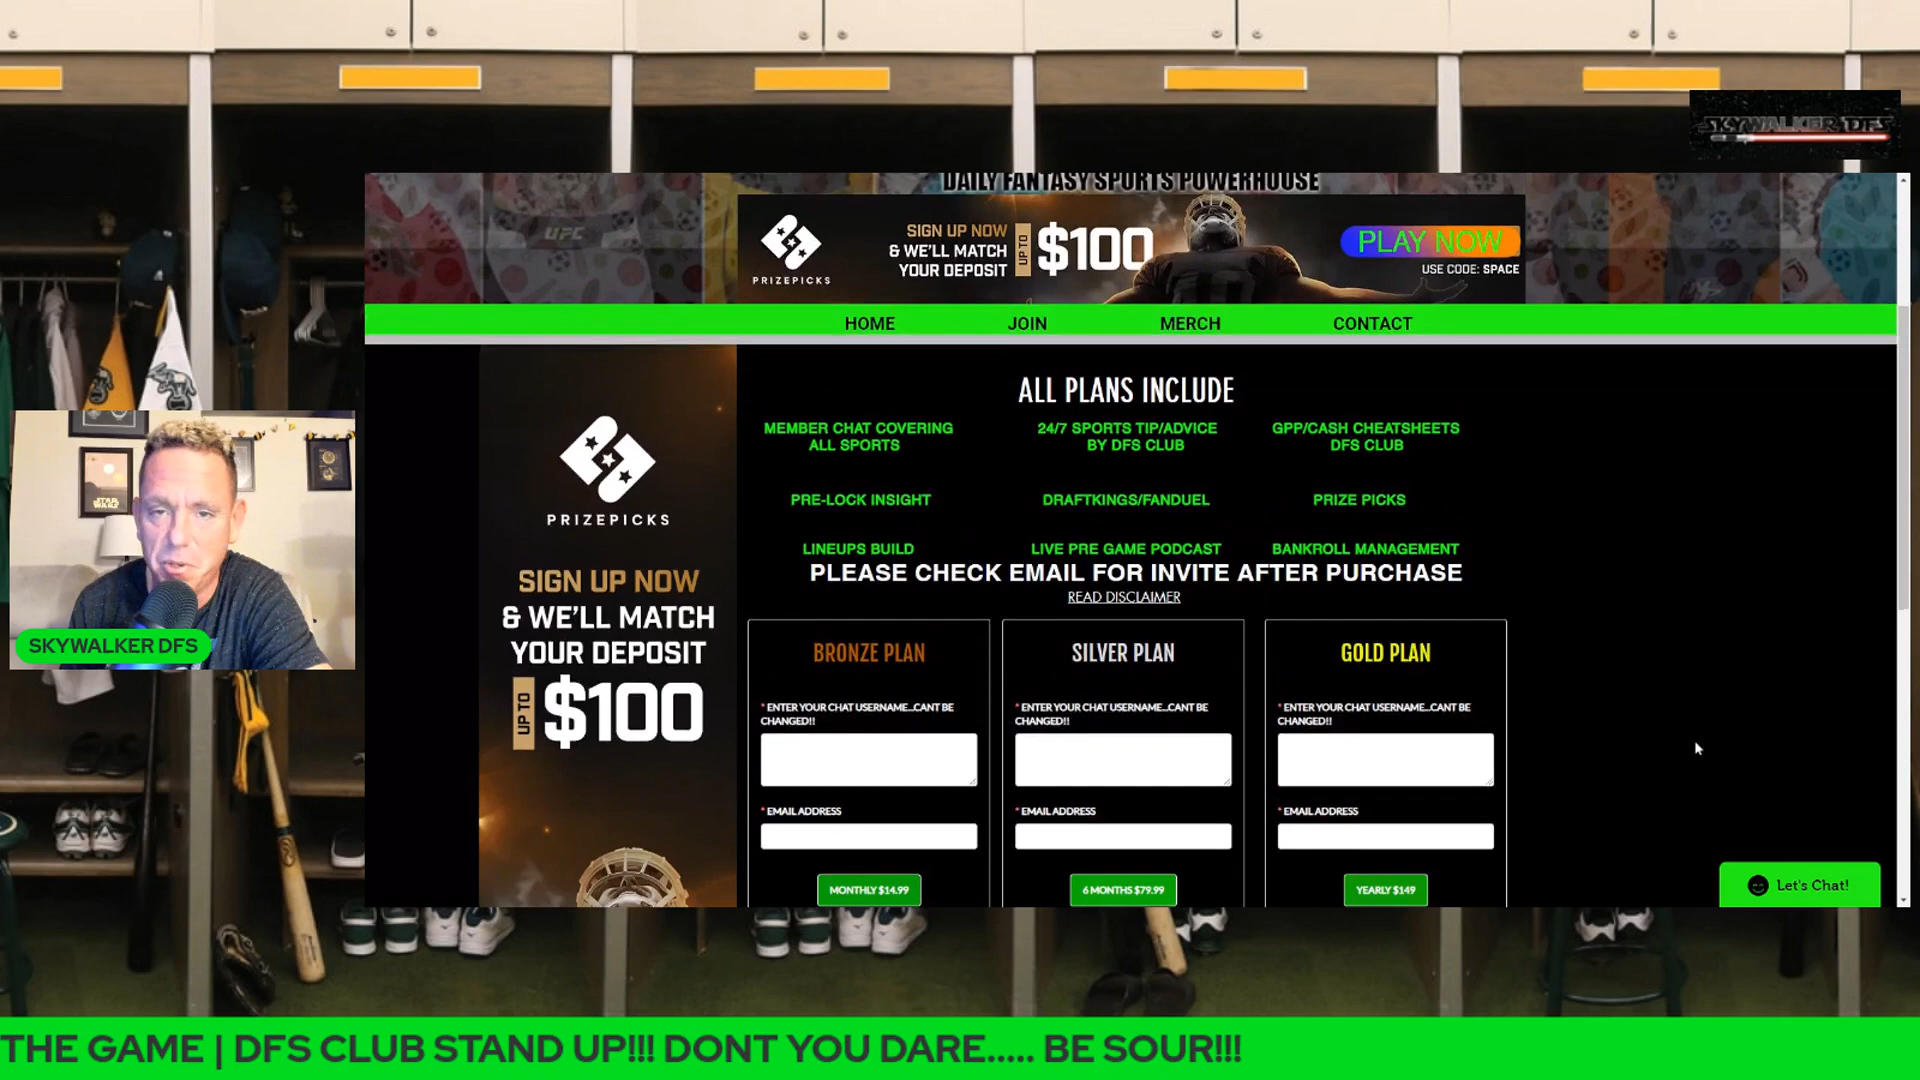 SKYWALKER DFS
DAILY FANTASY SPORTS POWERHOUSE
UFC
PRIZEPICKS
SIGN UP NOW
& WE'LL MATCH
YOUR DEPOSIT
UP TO
$100
PLAY NOW
USE CODE: SPACE
HOME JOIN MERCH CONTACT
PRIZEPICKS
SIGN UP NOW
& WE'LL MATCH
YOUR DEPOSIT
UP TO
$100
ALL PLANS INCLUDE
MEMBER CHAT COVERING
ALL SPORTS
24/7 SPORTS TIP/ADVICE
BY DFS CLUB
GPP/CASH CHEATSHEETS
DFS CLUB
PRE-LOCK INSIGHT
DRAFTKINGS/FANDUEL
PRIZE PICKS
LINEUPS BUILD
LIVE PRE GAME PODCAST
BANKROLL MANAGEMENT
PLEASE CHECK EMAIL FOR INVITE AFTER PURCHASE
READ DISCLAIMER
BRONZE PLAN
* ENTER YOUR CHAT USERNAME...CANT BE
CHANGED!!
* EMAIL ADDRESS
MONTHLY $14.99
SILVER PLAN
* ENTER YOUR CHAT USERNAME...CANT BE
CHANGED!!
* EMAIL ADDRESS
6 MONTHS $79.99
GOLD PLAN
* ENTER YOUR CHAT USERNAME...CANT BE
CHANGED!!
* EMAIL ADDRESS
YEARLY $149
Let's Chat!
STAR
WARS
SKYWALKER DFS
THE GAME | DFS CLUB STAND UP!!! DONT YOU DARE..... BE SOUR!!!